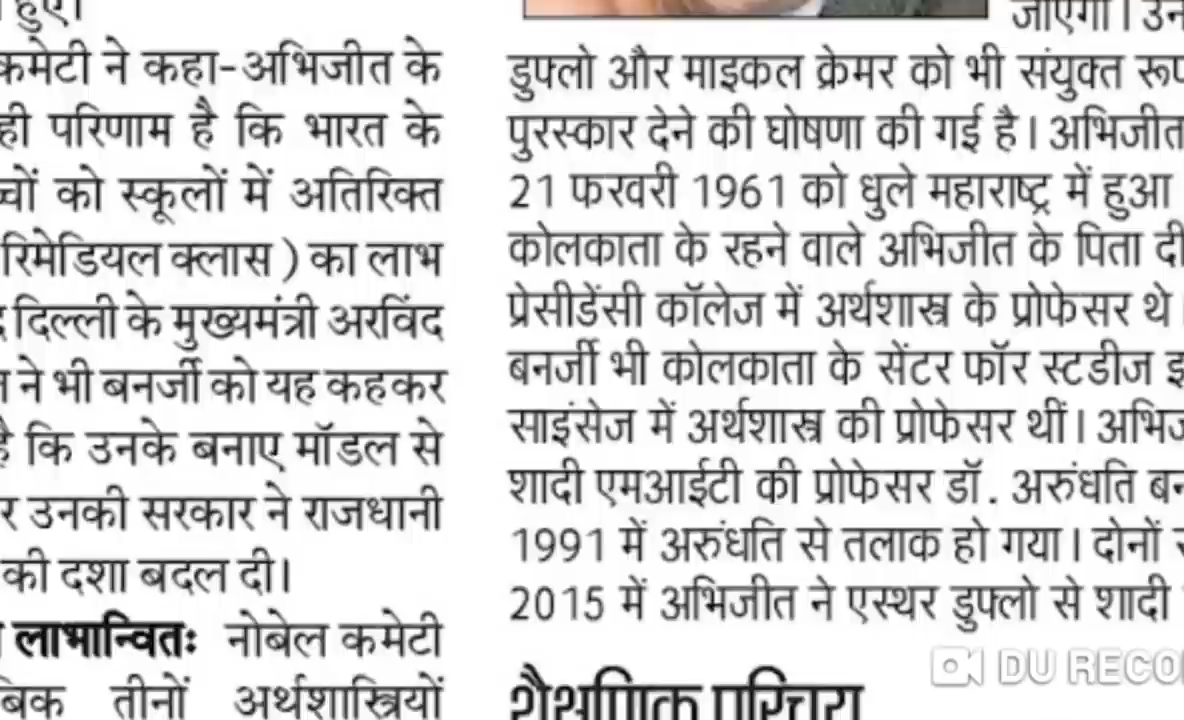 हुए।
कमेटी ने कहा-अभिजीत के
ही परिणाम है कि भारत के
को स्कूलों में अतिरिक्त
रिमेडियल क्लास ) का लाभ
दिल्ली के मुख्यमंत्री अरविंद
ने भी बनर्जी को यह कहकर
कि उनके बनाए मॉडल से
उनकी सरकार ने राजधानी
की दशा बदल दी।
लाभान्वितः नोबेल कमेटी
तीनों अर्थशास्त्रियों
जाएगा।
डुफ्लो और माइकल क्रेमर को भी संयुक्त
पुरस्कार देने की घोषणा की गई है। अभिजीत
21 फरवरी 1961 को धुले महाराष्ट्र में हुआ
कोलकाता के रहने वाले अभिजीत के पिता
प्रेसीडेंसी कॉलेज में अर्थशास्त्र के प्रोफेसर थे।
बनर्जी भी कोलकाता के सेंटर फॉर स्टडीज
साइंसेज में अर्थशास्त्र की प्रोफेसर थीं।
शादी एमआईटी की प्रोफेसर डॉ. अरुंधति
1991 में अरुंधति से तलाक हो गया। दोनों
2015 में अभिजीत ने एस्थर डुफ्लो से शादी
शैक्षणिक परिचय
DU RECO